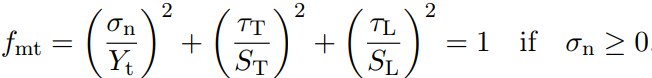 f_mt = (σ_n / Y_t)^2 + (τ_T / S_T)^2 + (τ_L / S_L)^2 = 1 if σ_n ≥ 0.